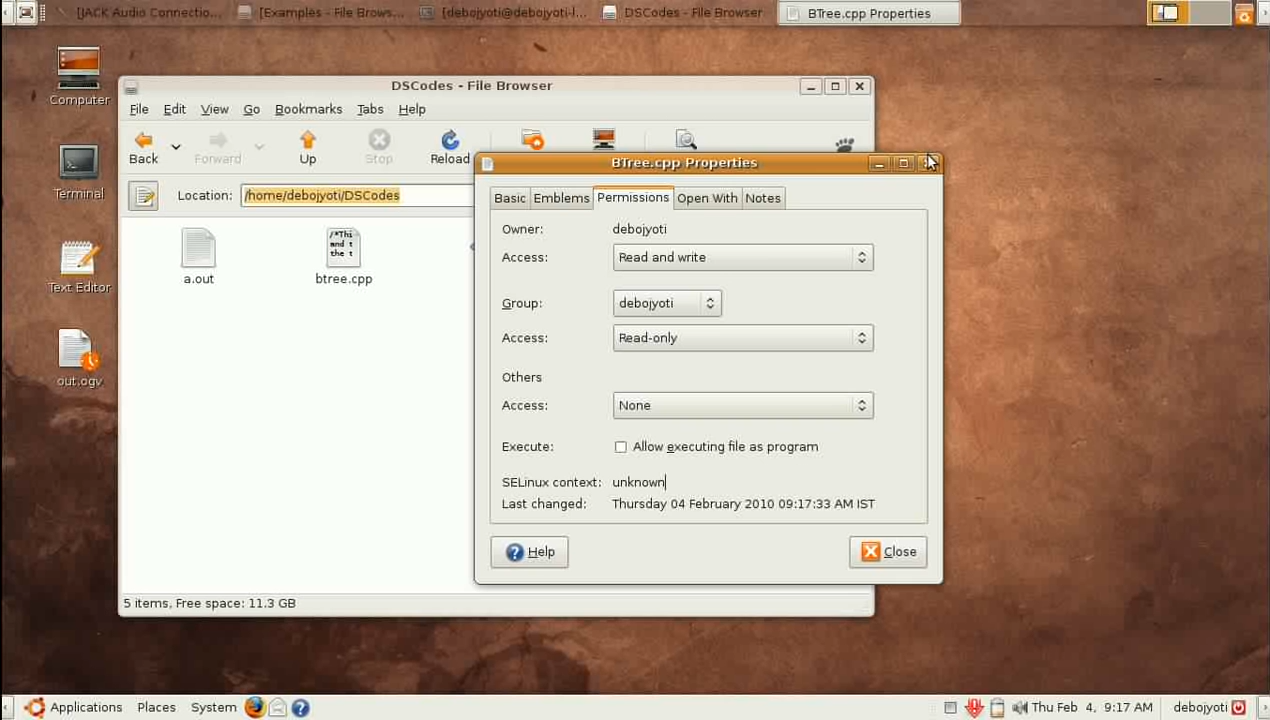 [JACK Audio Connectio...
[Examples - File Brows...
[debojyoti@debojyoti-l...
DSCodes - File Browser
BTree.cpp Properties
Computer
Terminal
Text Editor
out.ogv
DSCodes - File Browser
File Edit View Go Bookmarks Tabs Help
Back Forward Up Stop Reload
Location: /home/debojyoti/DSCodes
/*Thi
and t
the t
a.out btree.cpp
5 items, Free space: 11.3 GB
BTree.cpp Properties
Basic Emblems Permissions Open With Notes
Owner: debojyoti
Access: Read and write
Group: debojyoti
Access: Read-only
Others
Access: None
Execute: Allow executing file as program
SELinux context: unknown
Last changed: Thursday 04 February 2010 09:17:33 AM IST
Help Close
Applications Places System
Thu Feb 4, 9:17 AM debojyoti